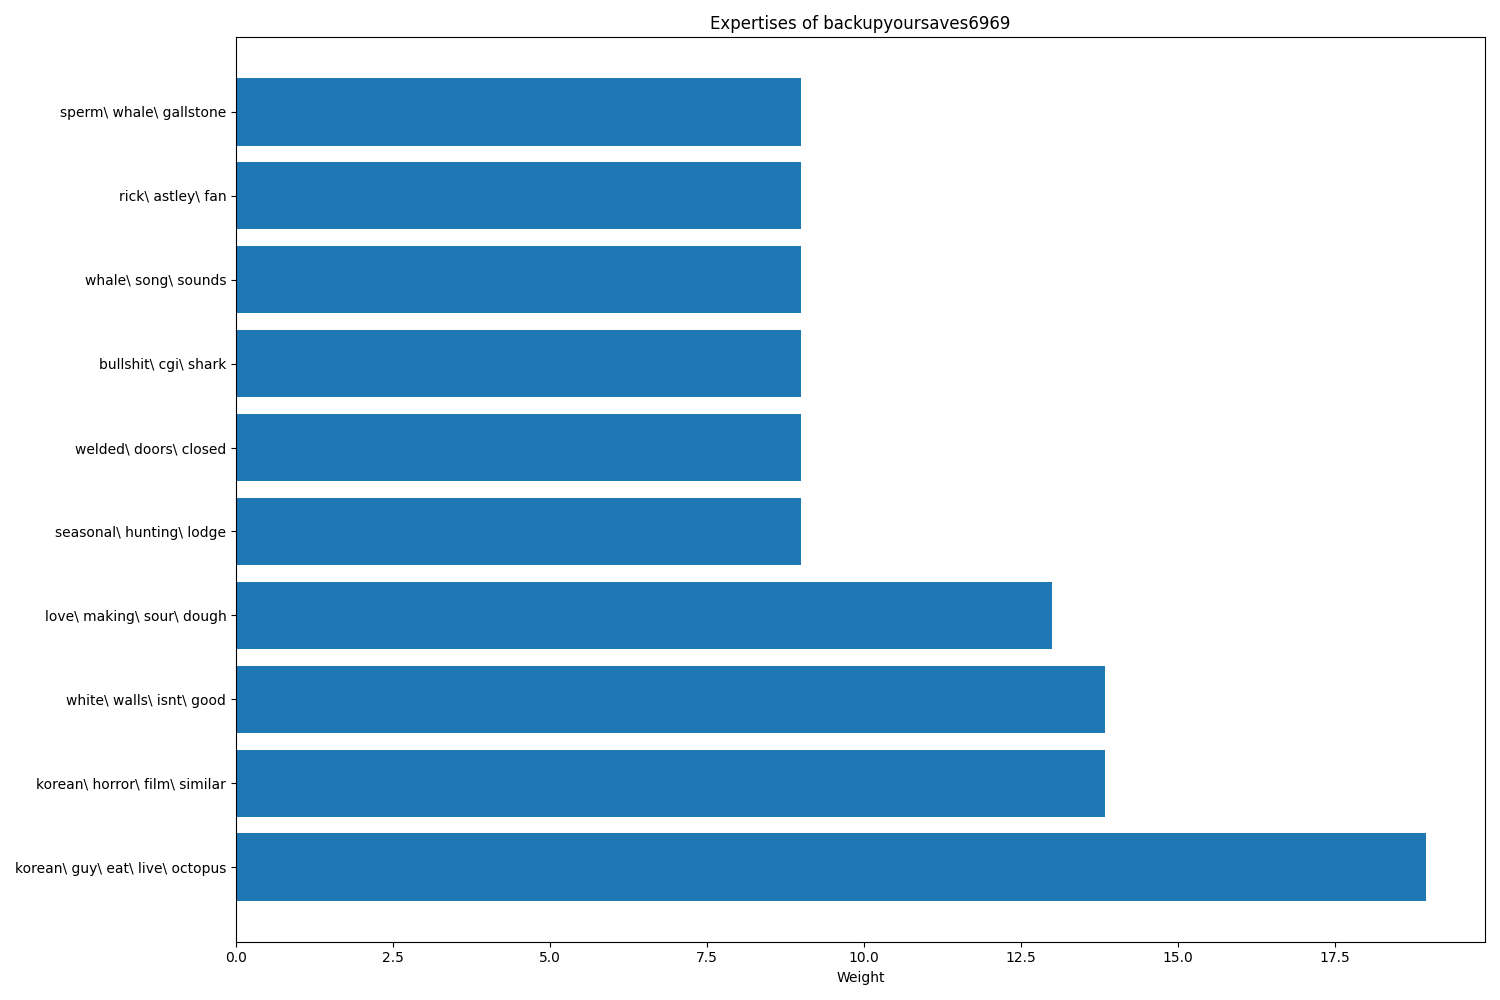 Expertises of backupyoursaves6969
sperm\ whale\ gallstone
rick\ astley\ fan
whale\ song\ sounds
bullshit\ cgi\ shark
welded\ doors\ closed
seasonal\ hunting\ lodge
love\ making\ sour\ dough
white\ walls\ isnt\ good
korean\ horror\ film\ similar
korean\ guy\ eat\ live\ octopus
0.0 2.5 5.0 7.5 10.0 12.5 15.0 17.5
Weight